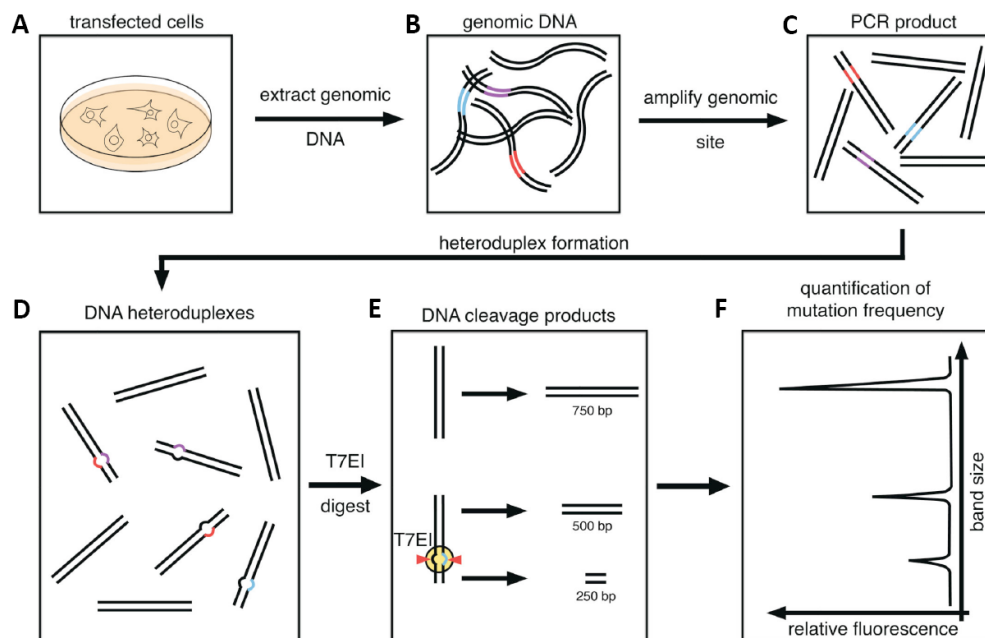 A
transfected cells
extract genomic
DNA
B
genomic DNA
amplify genomic
site
C
PCR product
heteroduplex formation
D
DNA heteroduplexes
T7EI
digest
E
DNA cleavage products
750 bp
500 bp
T7EI
250 bp
F
quantification of
mutation frequency
band size
relative fluorescence